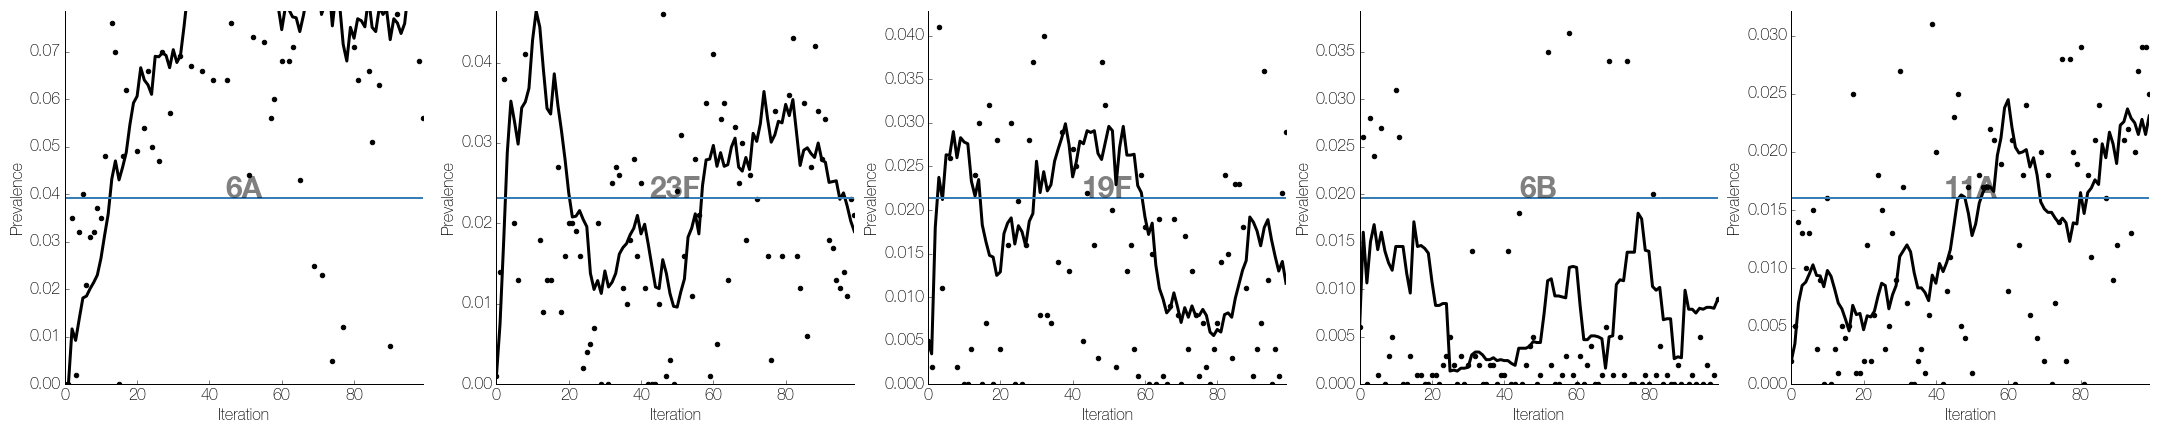 Prevalence
0.07
0.06
0.05
0.04
0.03
0.02
0.01
0.00
6A
0 20 40 60 80
Iteration
Prevalence
0.04
0.03
0.02
0.01
0.00
23F
0 20 40 60 80
Iteration
Prevalence
0.040
0.035
0.030
0.025
0.020
0.015
0.010
0.005
0.000
19F
0 20 40 60 80
Iteration
Prevalence
0.035
0.030
0.025
0.020
0.015
0.010
0.005
0.000
6B
0 20 40 60 80
Iteration
Prevalence
0.030
0.025
0.020
0.015
0.010
0.005
0.000
11A
0 20 40 60 80
Iteration